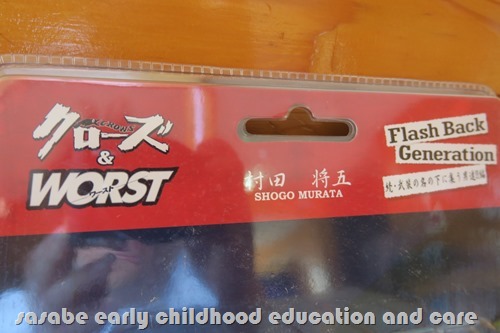 クローズ
CROWS
&
WORST
ワースト
村田 将五
SHOGO MURATA
Flash Back
Generation
sasabe early childhood education and care